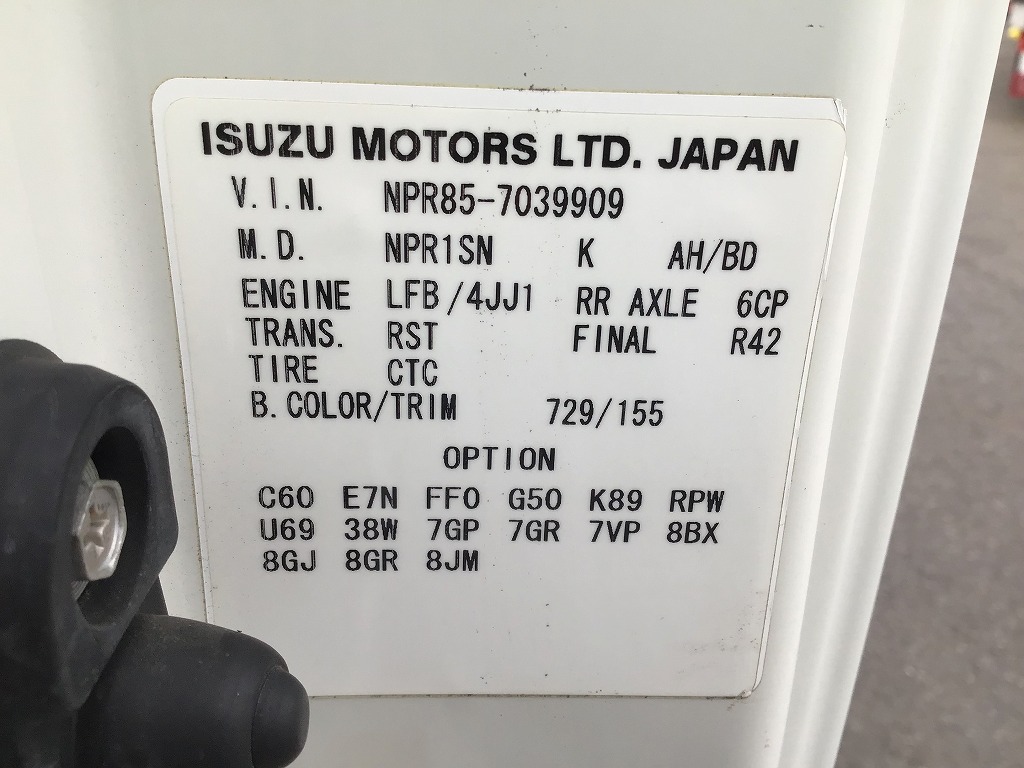 ISUZU MOTORS LTD. JAPAN
V.I.N. NPR85-7039909
M.D. NPR1SN K AH/BD
ENGINE LFB/4JJ1 RR AXLE 6CP
TRANS. RST FINAL R42
TIRE CTC
B.COLOR/TRIM 729/155
OPTION
C60 E7N FF0 G50 K89 RPW
U69 38W 7GP 7GR 7VP 8BX
8GJ 8GR 8JM